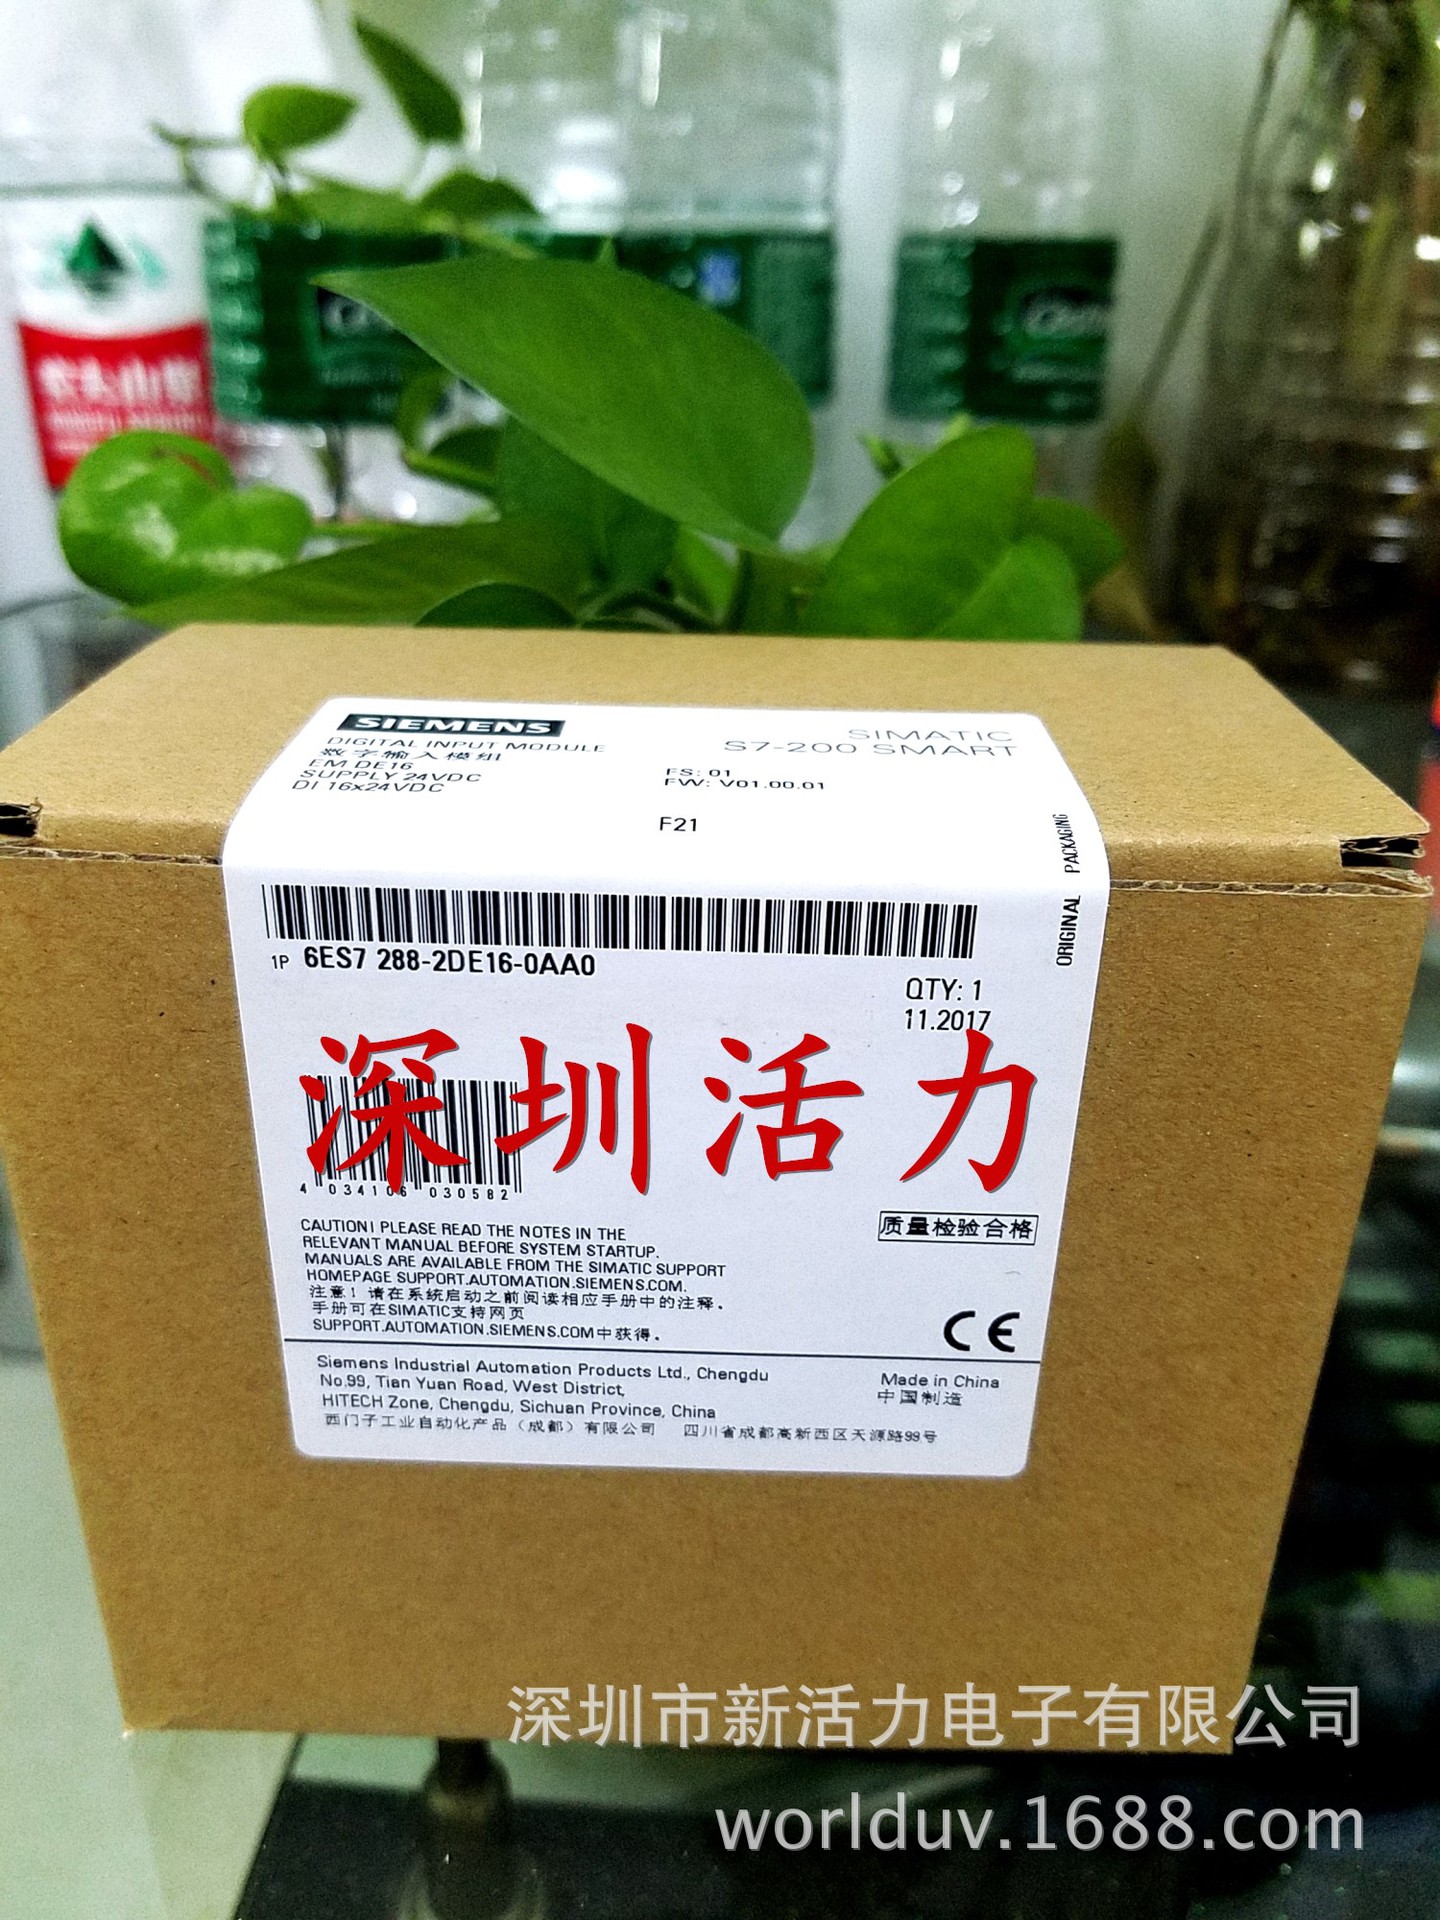 SIEMENS
DIGITAL INPUT MODULE
数字输入模组
EM DE16
SUPPLY 24VDC
DI 16x24VDC
SIMATIC
S7-200 SMART
FS: 01
FW: V01.00.01
F21
ORIGINAL PACKAGING
1P 6ES7 288-2DE16-0AA0
QTY: 1
11.2017
深圳活力
4 034106 030582
质量检验合格
CAUTION! PLEASE READ THE NOTES IN THE
RELEVANT MANUAL BEFORE SYSTEM STARTUP.
MANUALS ARE AVAILABLE FROM THE SIMATIC SUPPORT
HOMEPAGE SUPPORT.AUTOMATION.SIEMENS.COM.
注意！请在系统启动之前阅读相应手册中的注释。
手册可在SIMATIC支持网页
SUPPORT.AUTOMATION.SIEMENS.COM中获得。
CE
Siemens Industrial Automation Products Ltd., Chengdu
No.99, Tian Yuan Road, West District,
HITECH Zone, Chengdu, Sichuan Province, China
西门子工业自动化产品（成都）有限公司 四川省成都高新西区天源路99号
Made in China
中国制造
深圳市新活力电子有限公司
worlduv.1688.com